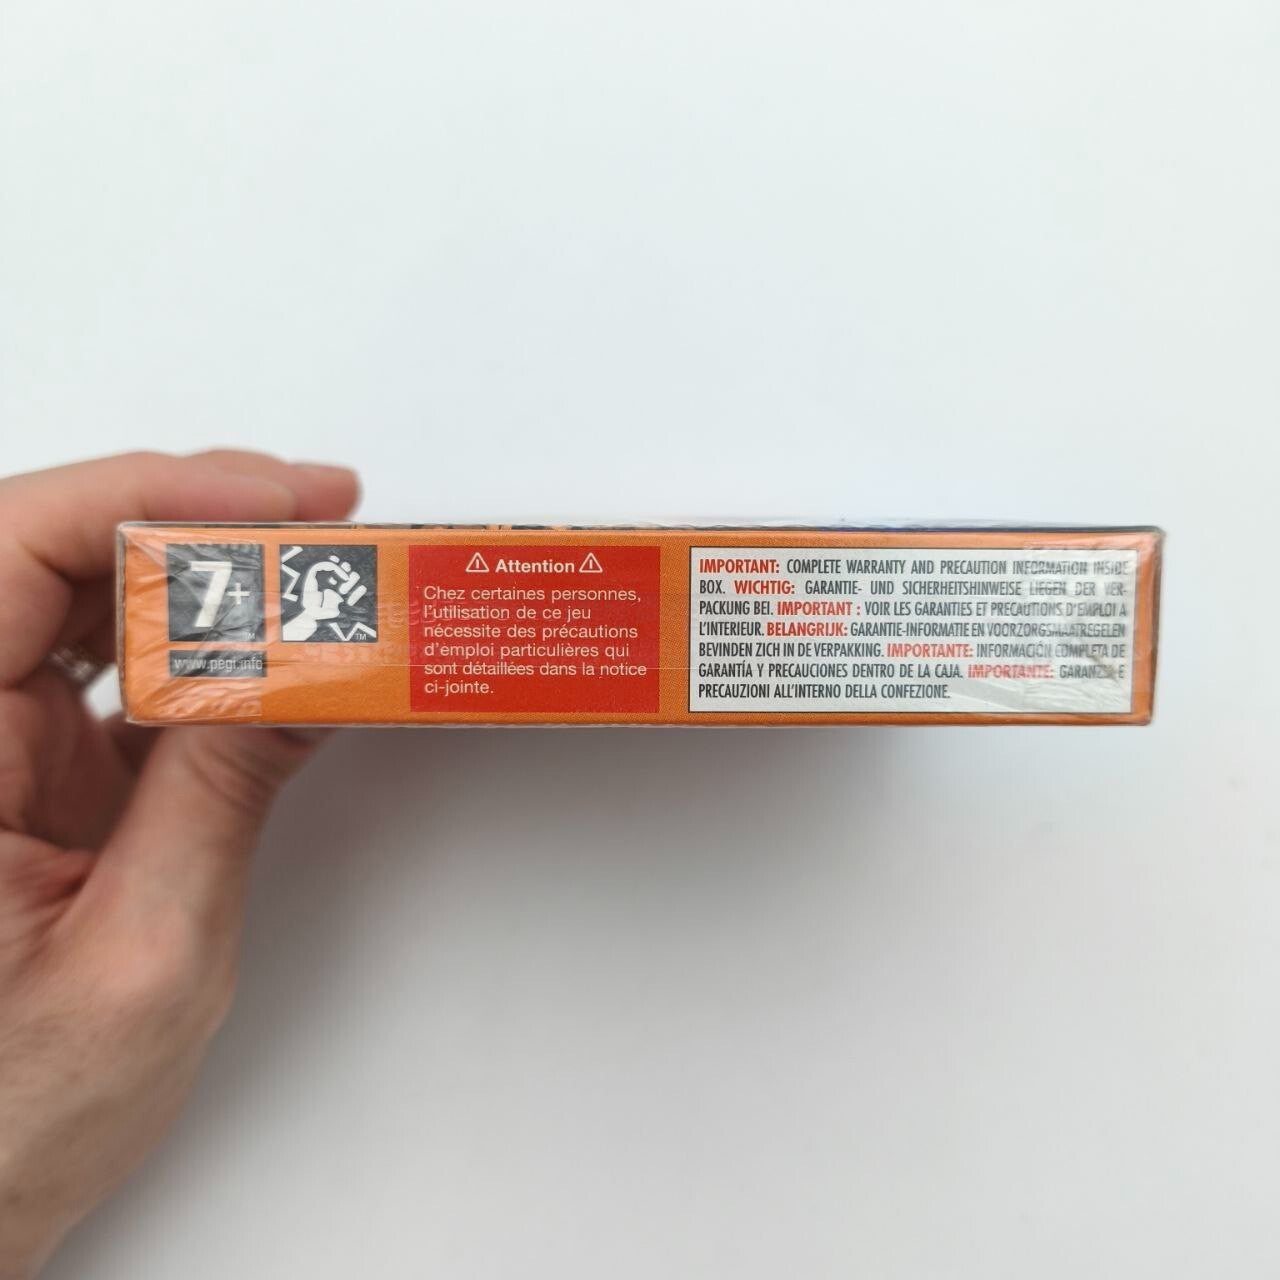 7+
TM
www.pegi.info
TM
Attention
Chez certaines personnes,
l'utilisation de ce jeu
nécessite des précautions
d'emploi particulières qui
sont détaillées dans la notice
ci-jointe.
IMPORTANT: COMPLETE WARRANTY AND PRECAUTION INFORMATION INSIDE
BOX. WICHTIG: GARANTIE- UND SICHERHEITSHINWEISE LIEGEN DER VER-
PACKUNG BEI. IMPORTANT : VOIR LES GARANTIES ET PRECAUTIONS D'EMPLOI A
L'INTERIEUR. BELANGRIJK: GARANTIE-INFORMATIE EN VOORZORGSMAATREGELEN
BEVINDEN ZICH IN DE VERPAKKING. IMPORTANTE: INFORMACIÓN COMPLETA DE
GARANTÍA Y PRECAUCIONES DENTRO DE LA CAJA. IMPORTANTE: GARANZIE E
PRECAUZIONI ALL'INTERNO DELLA CONFEZIONE.